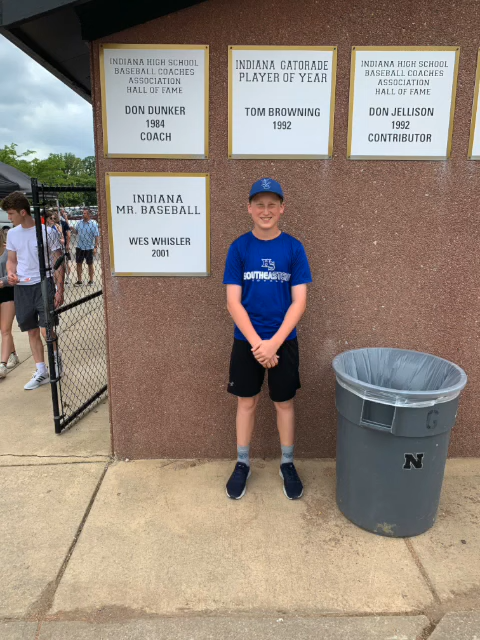 INDIANA HIGH SCHOOL
BASEBALL COACHES
ASSOCIATION
HALL OF FAME
DON DUNKER
1984
COACH
INDIANA GATORADE
PLAYER OF YEAR
TOM BROWNING
1992
INDIANA HIGH SCHOOL
BASEBALL COACHES
ASSOCIATION
HALL OF FAME
DON JELLISON
1992
CONTRIBUTOR
INDIANA
MR. BASEBALL
WES WHISLER
2001
HS
SOUTHEASTERN
G
N